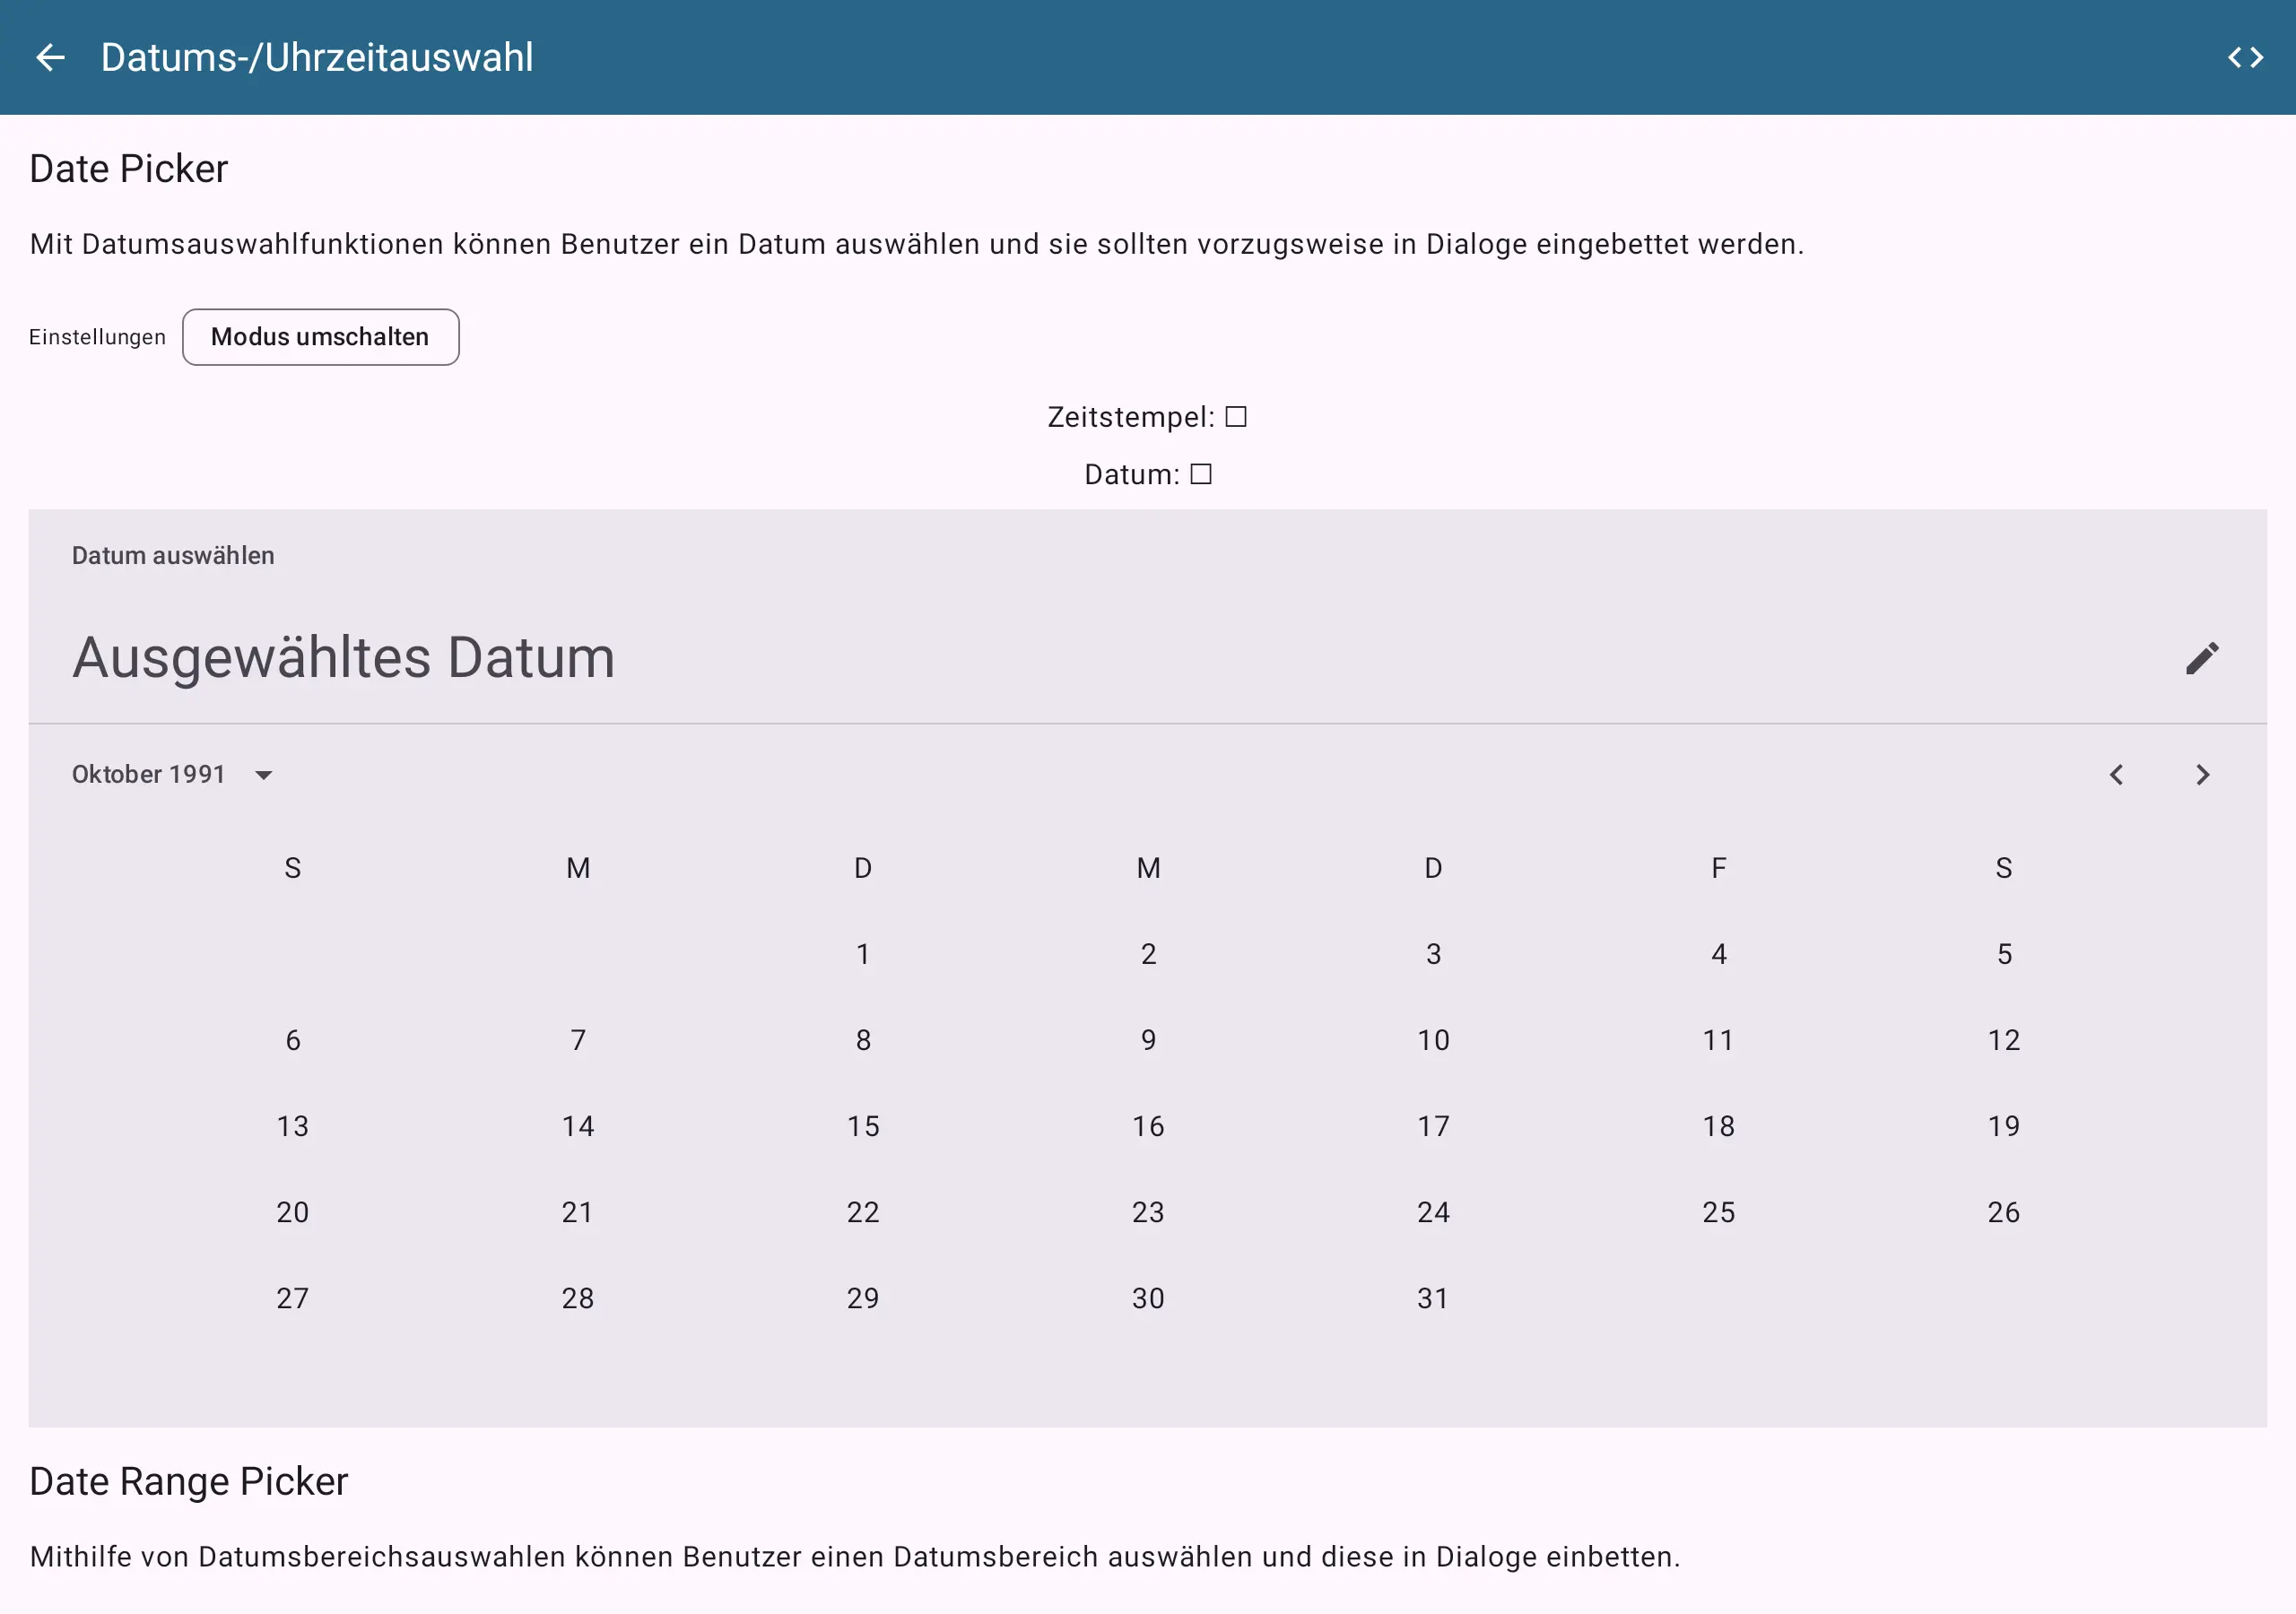 Datums-/Uhrzeitauswahl
Date Picker
Mit Datumsauswahlfunktionen können Benutzer ein Datum auswählen und sie sollten vorzugsweise in Dialoge eingebettet werden.
Einstellungen Modus umschalten
Zeitstempel: □
Datum: □
Datum auswählen
Ausgewähltes Datum
Oktober 1991
S M D M D F S
1 2 3 4 5
6 7 8 9 10 11 12
13 14 15 16 17 18 19
20 21 22 23 24 25 26
27 28 29 30 31
Date Range Picker
Mithilfe von Datumsbereichsauswahlen können Benutzer einen Datumsbereich auswählen und diese in Dialoge einbetten.